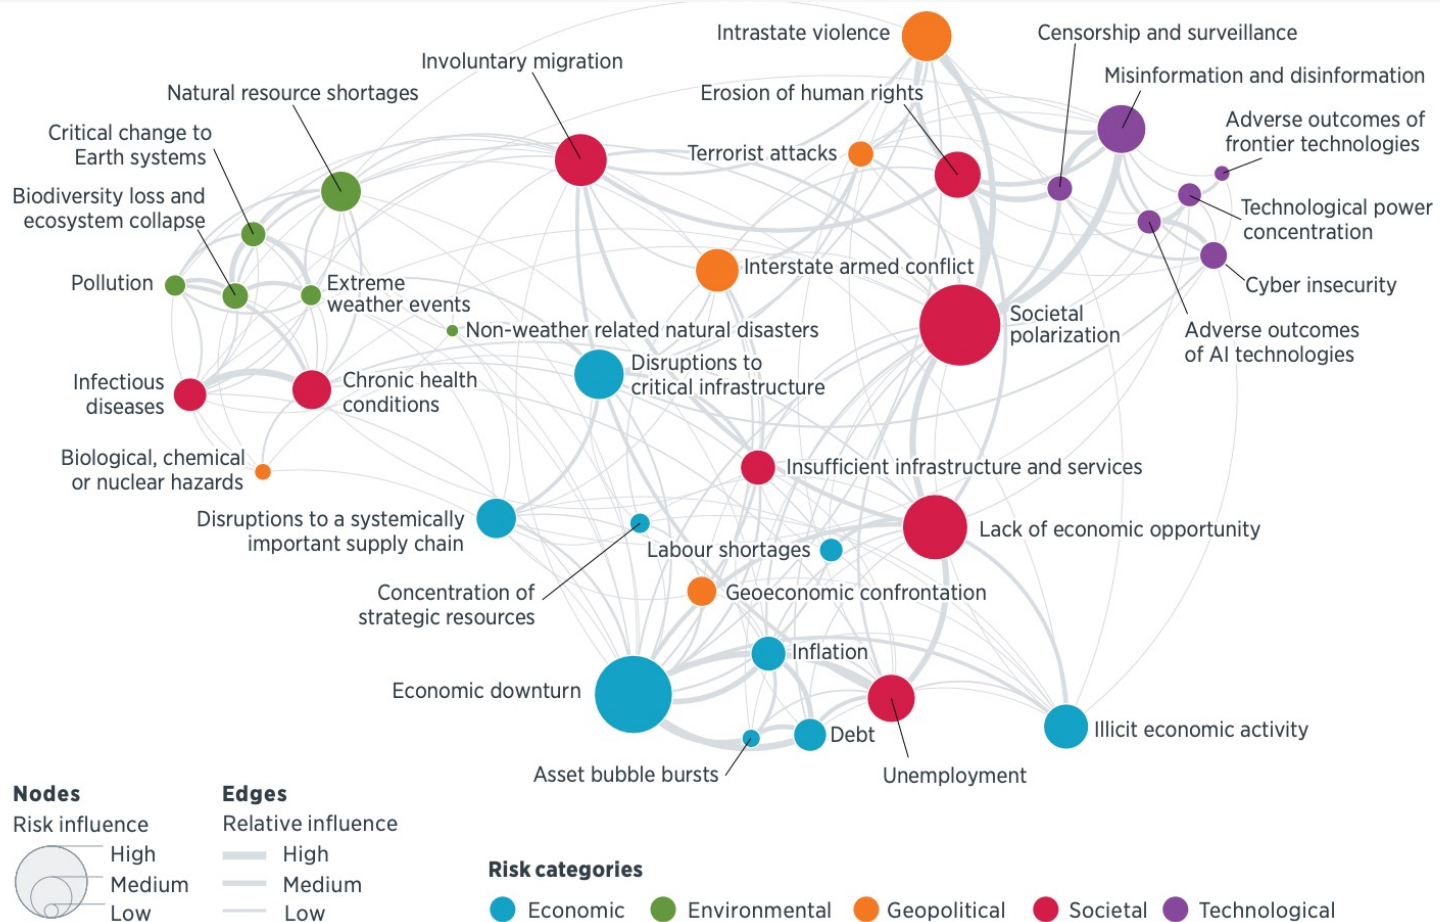 Intrastate violence
Censorship and surveillance
Involuntary migration
Misinformation and disinformation
Natural resource shortages
Erosion of human rights
Adverse outcomes of
frontier technologies
Critical change to
Earth systems
Terrorist attacks
Biodiversity loss and
ecosystem collapse
Technological power
concentration
Interstate armed conflict
Pollution
Extreme
weather events
Cyber insecurity
Societal
polarization
Non-weather related natural disasters
Adverse outcomes
of AI technologies
Disruptions to
critical infrastructure
Infectious
diseases
Chronic health
conditions
Biological, chemical
or nuclear hazards
Insufficient infrastructure and services
Disruptions to a systemically
important supply chain
Lack of economic opportunity
Labour shortages
Concentration of
strategic resources
Geoeconomic confrontation
Inflation
Economic downturn
Debt
Illicit economic activity
Asset bubble bursts
Unemployment
Nodes
Risk influence
High
Medium
Low
Edges
Relative influence
High
Medium
Low
Risk categories
Economic
Environmental
Geopolitical
Societal
Technological